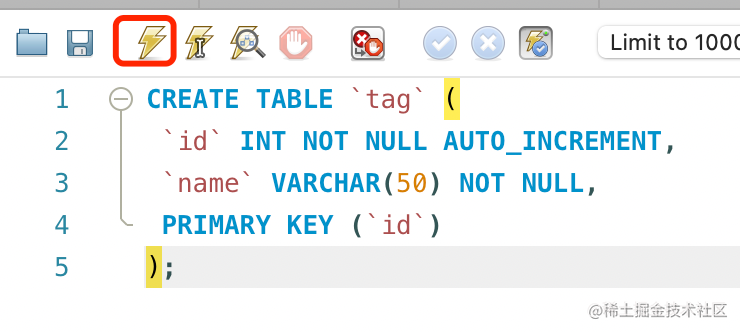 Limit to 1000
1 CREATE TABLE `tag` (
2 `id` INT NOT NULL AUTO_INCREMENT,
3 `name` VARCHAR(50) NOT NULL,
4 PRIMARY KEY (`id`)
5 );
@稀土掘金技术社区